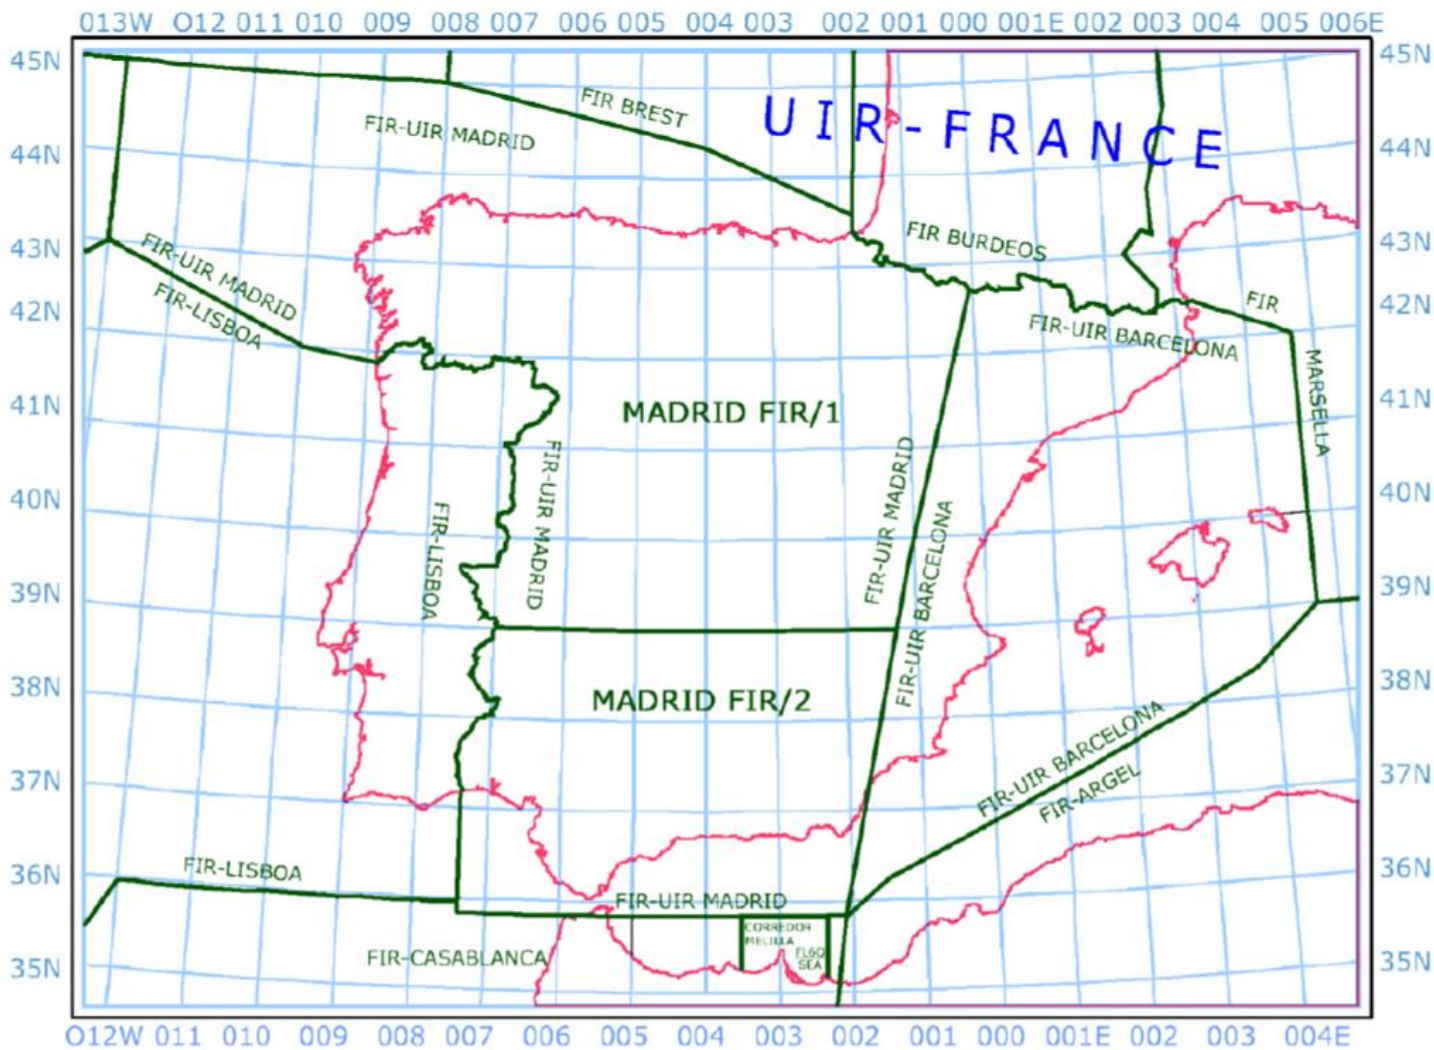 013W O12 011 010 009 008 007 006 005 004 003 002 001 000 001E 002 003 004 005 006E
45N 45N
FIR BREST
UIR-FRANCE
FIR-UIR MADRID
44N 44N
43N 43N
FIR BURDEOS
FIR-UIR MADRID
FIR-LISBOA
42N 42N
FIR
FIR-UIR BARCELONA
MARSELLA
41N 41N
MADRID FIR/1
FIR-UIR MADRID
FIR-UIR MADRID
40N 40N
FIR-LISBOA
FIR-UIR BARCELONA
39N 39N
38N 38N
MADRID FIR/2
FIR-UIR BARCELONA
37N 37N
FIR-ARGEL
36N 36N
FIR-LISBOA
FIR-UIR MADRID
CORREDOR
MELILLA
FL60
SEA
FIR-CASABLANCA
35N 35N
O12W 011 010 009 008 007 006 005 004 003 002 001 000 001E 002 003 004E